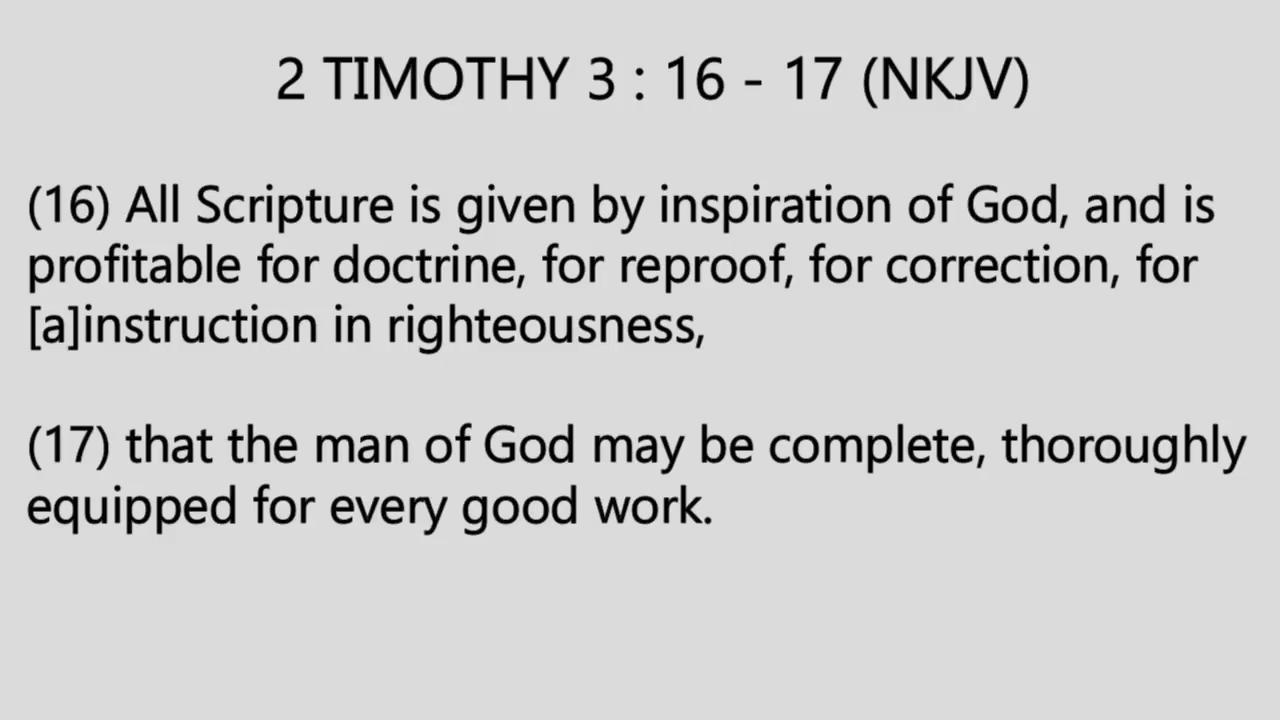 2 TIMOTHY 3 : 16 - 17 (NKJV)
(16) All Scripture is given by inspiration of God, and is
profitable for doctrine, for reproof, for correction, for
[a]instruction in righteousness,
(17) that the man of God may be complete, thoroughly
equipped for every good work.